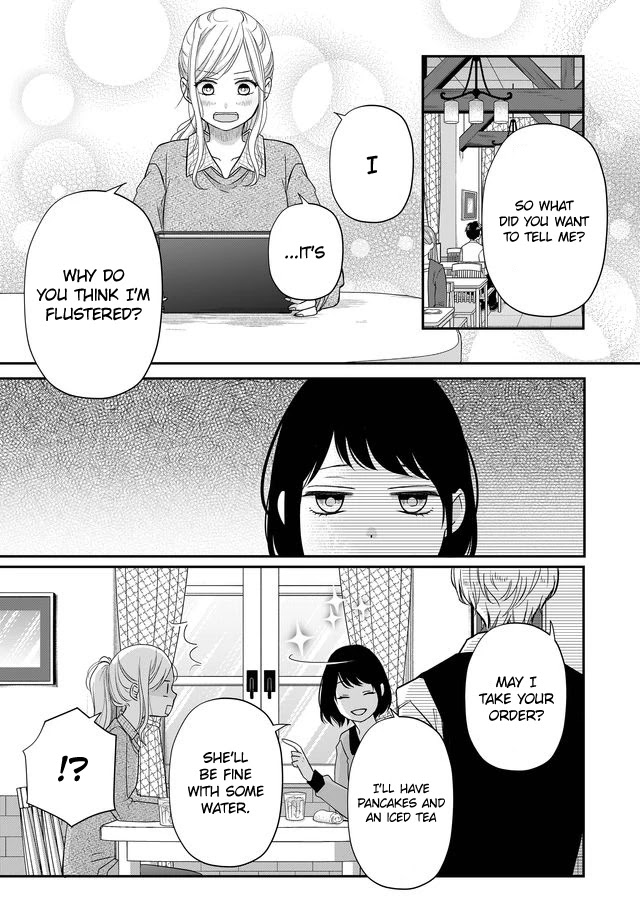 SO WHAT
DID YOU WANT
TO TELL ME?
I
...IT'S
WHY DO
YOU THINK I'M
FLUSTERED?
MAY I
TAKE YOUR
ORDER?
I'LL HAVE
PANCAKES AND
AN ICED TEA
SHE'LL
BE FINE
WITH SOME
WATER.
!?